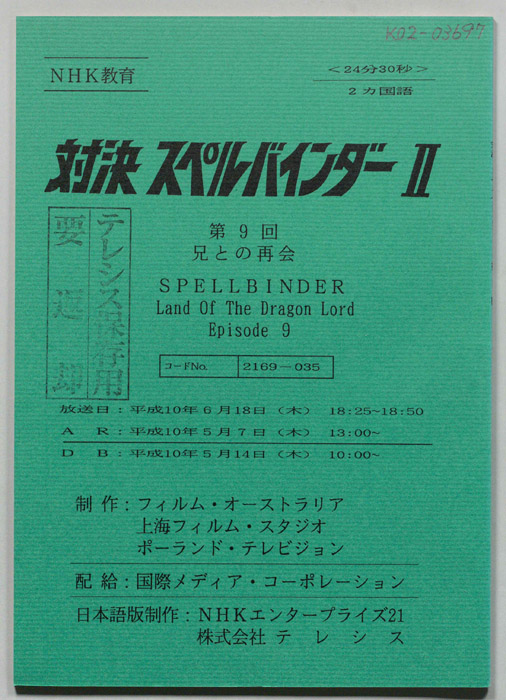 K02-03697
NHK教育
<24分30秒>
2カ国語
対決 スペルバインダー II
第9回
兄との再会
SPELLBINDER
Land Of The Dragon Lord
Episode 9
テレシス保存用
要返却
コードNo. 2169-035
放送日:平成10年6月18日(木) 18:25~18:50
A R:平成10年5月7日(木) 13:00~
D B:平成10年5月14日(木) 10:00~
制作:フィルム・オーストラリア
上海フィルム・スタジオ
ポーランド・テレビジョン
配給:国際メディア・コーポレーション
日本語版制作:NHKエンタープライズ21
株式会社 テレシス